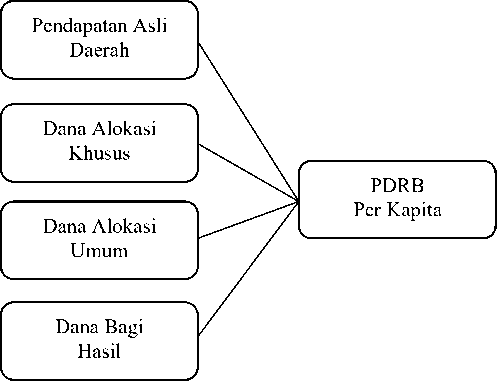 Pendapatan Asli
Daerah
Dana Alokasi
Khusus
PDRB
Per Kapita
Dana Alokasi
Umum
Dana Bagi
Hasil